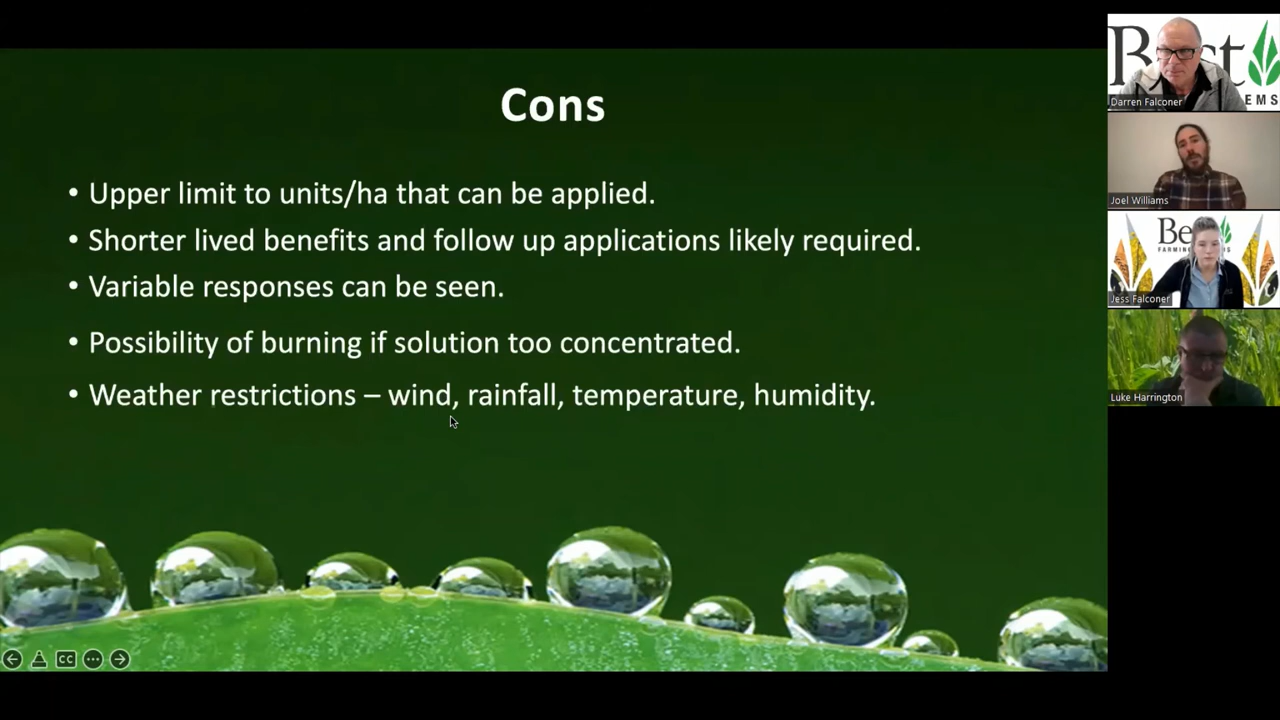 Cons
• Upper limit to units/ha that can be applied.
• Shorter lived benefits and follow up applications likely required.
• Variable responses can be seen.
• Possibility of burning if solution too concentrated.
• Weather restrictions – wind, rainfall, temperature, humidity.
CC
EMS
Darren Falconer
Joel Williams
Jess Falconer
Luke Harrington